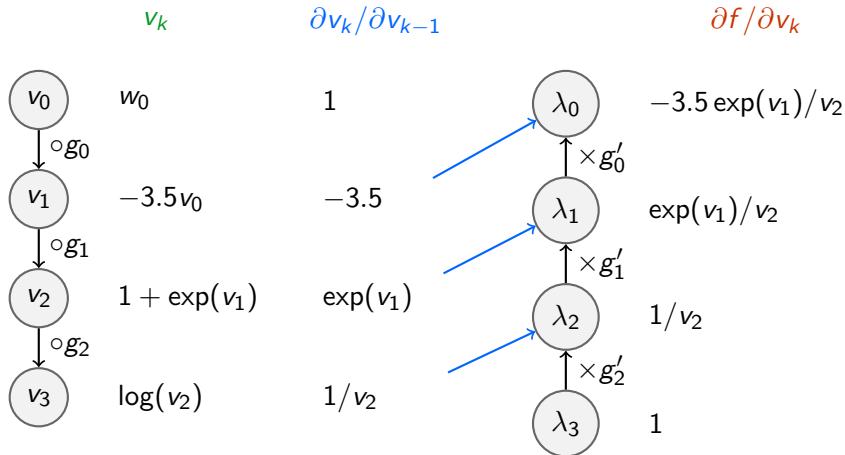 v_k ∂v_k/∂v_{k−1} ∂f/∂v_k
v_0 w_0 1 λ_0 −3.5 exp(v_1)/v_2
∘g_0 ×g′_0
v_1 −3.5v_0 −3.5 λ_1 exp(v_1)/v_2
∘g_1 ×g′_1
v_2 1 + exp(v_1) exp(v_1) λ_2 1/v_2
∘g_2 ×g′_2
v_3 log(v_2) 1/v_2 λ_3 1